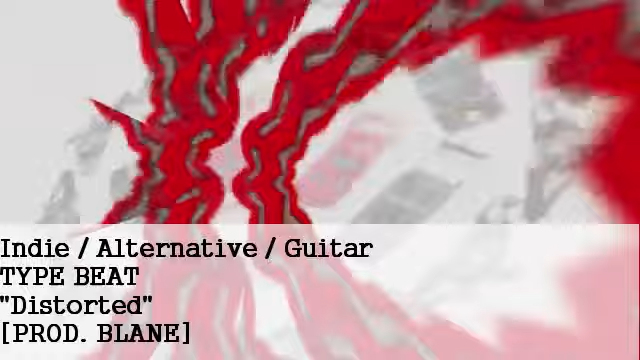 Indie / Alternative / Guitar
TYPE BEAT
"Distorted"
[PROD. BLANE]